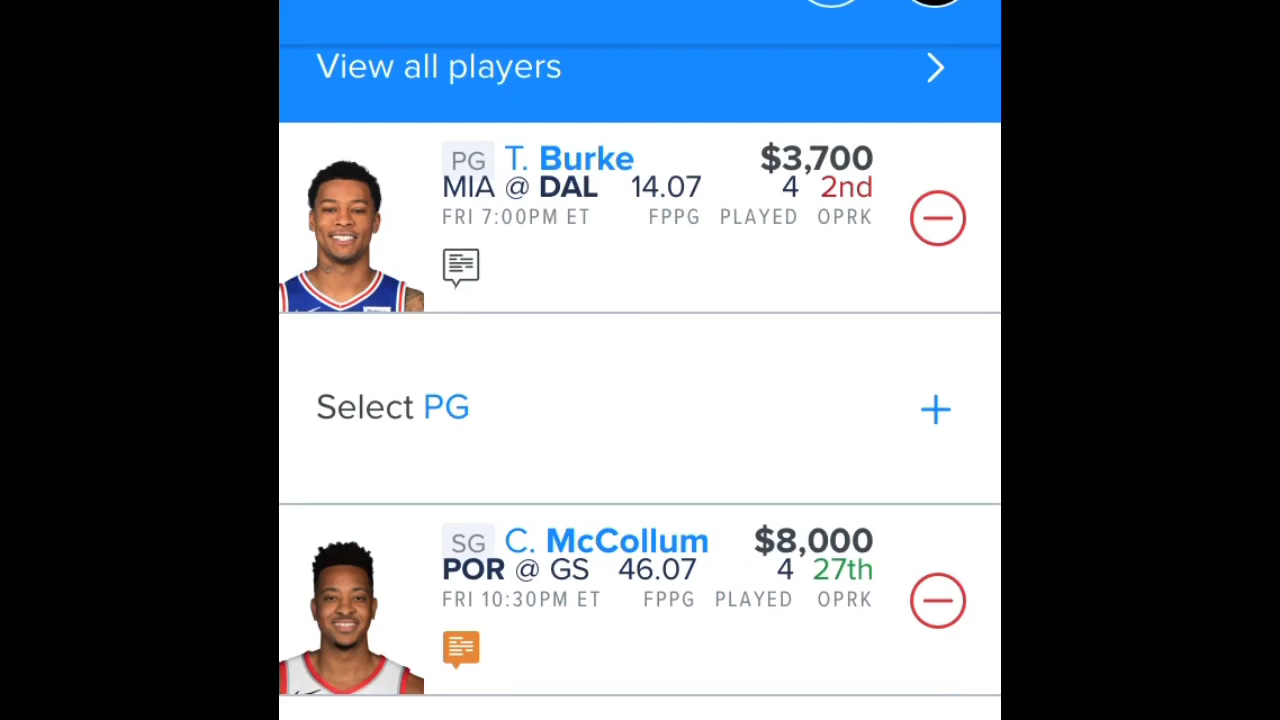 View all players
PG T. Burke $3,700
MIA @ DAL 14.07 4 2nd
FRI 7:00PM ET FPPG PLAYED OPRK
Select PG
SG C. McCollum $8,000
POR @ GS 46.07 4 27th
FRI 10:30PM ET FPPG PLAYED OPRK